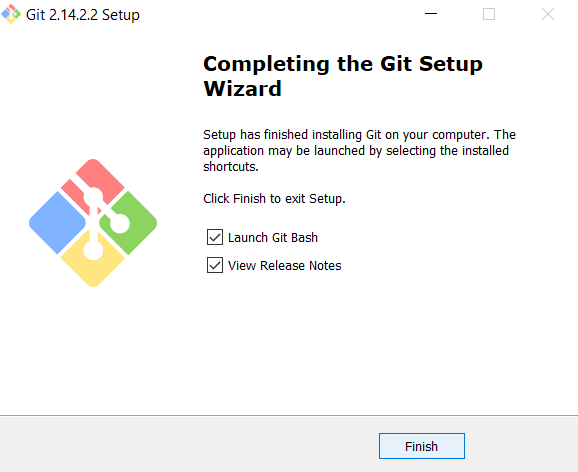 Git 2.14.2.2 Setup
Completing the Git Setup
Wizard
Setup has finished installing Git on your computer. The
application may be launched by selecting the installed
shortcuts.
Click Finish to exit Setup.
Launch Git Bash
View Release Notes
Finish